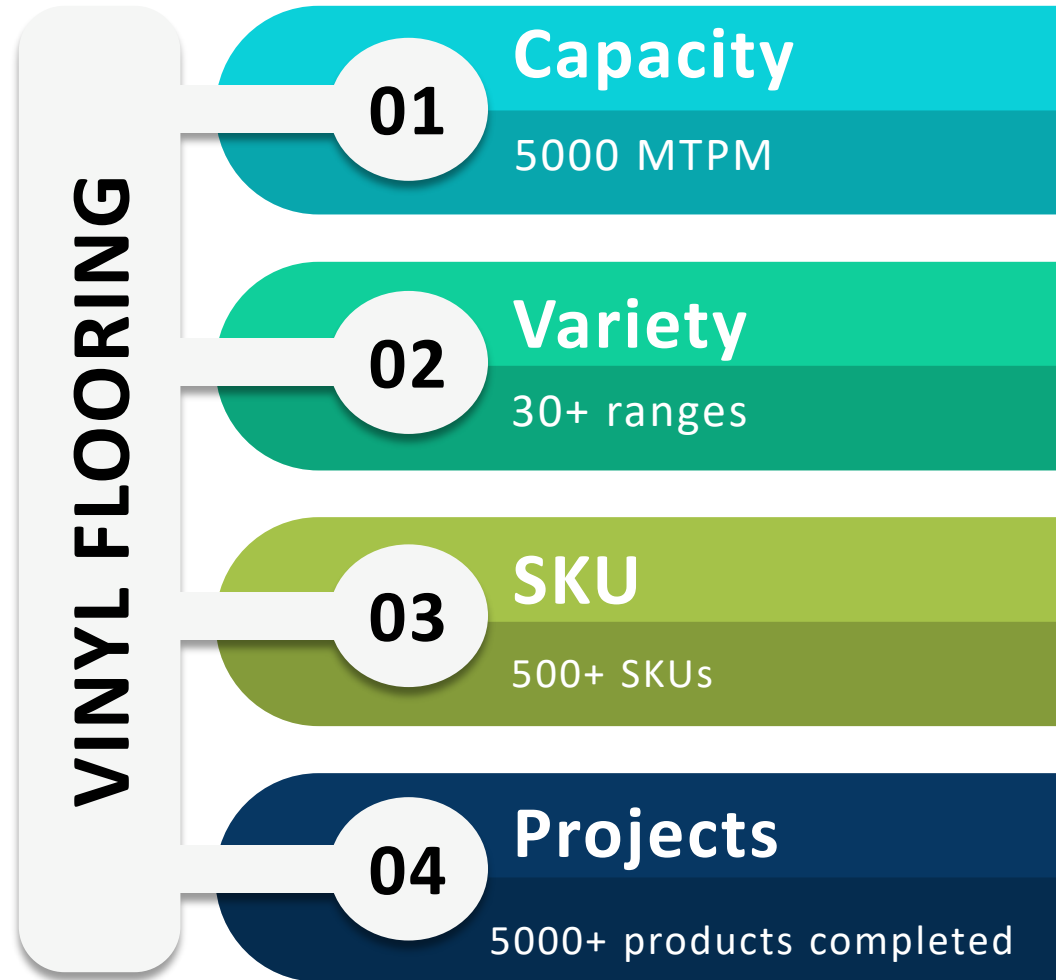 VINYL FLOORING
01
Capacity
5000 MTPM
02
Variety
30+ ranges
03
SKU
500+ SKUs
04
Projects
5000+ products completed